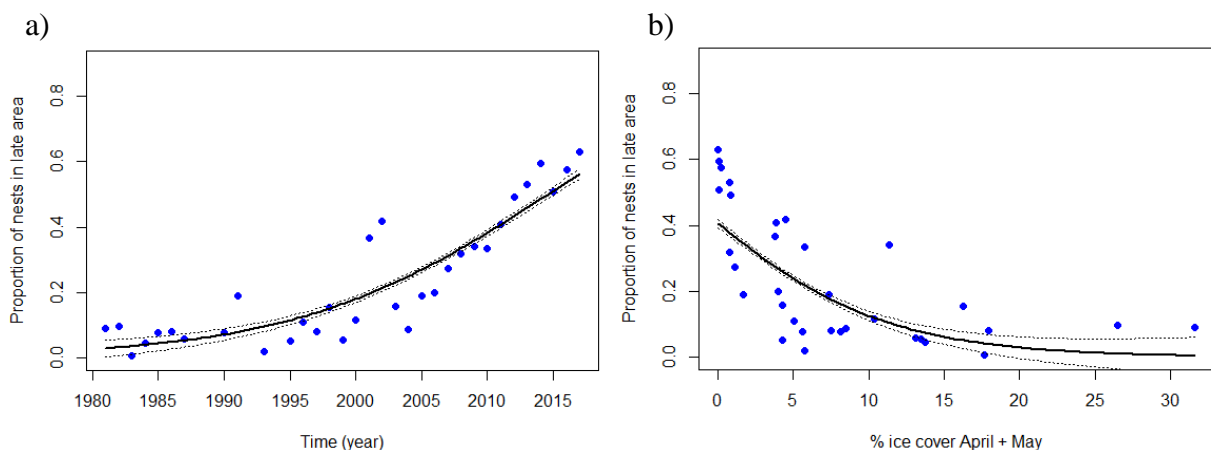 a)
Proportion of nests in late area
0.0 0.2 0.4 0.6 0.8
1980 1985 1990 1995 2000 2005 2010 2015
Time (year)
b)
Proportion of nests in late area
0.0 0.2 0.4 0.6 0.8
0 5 10 15 20 25 30
% ice cover April + May